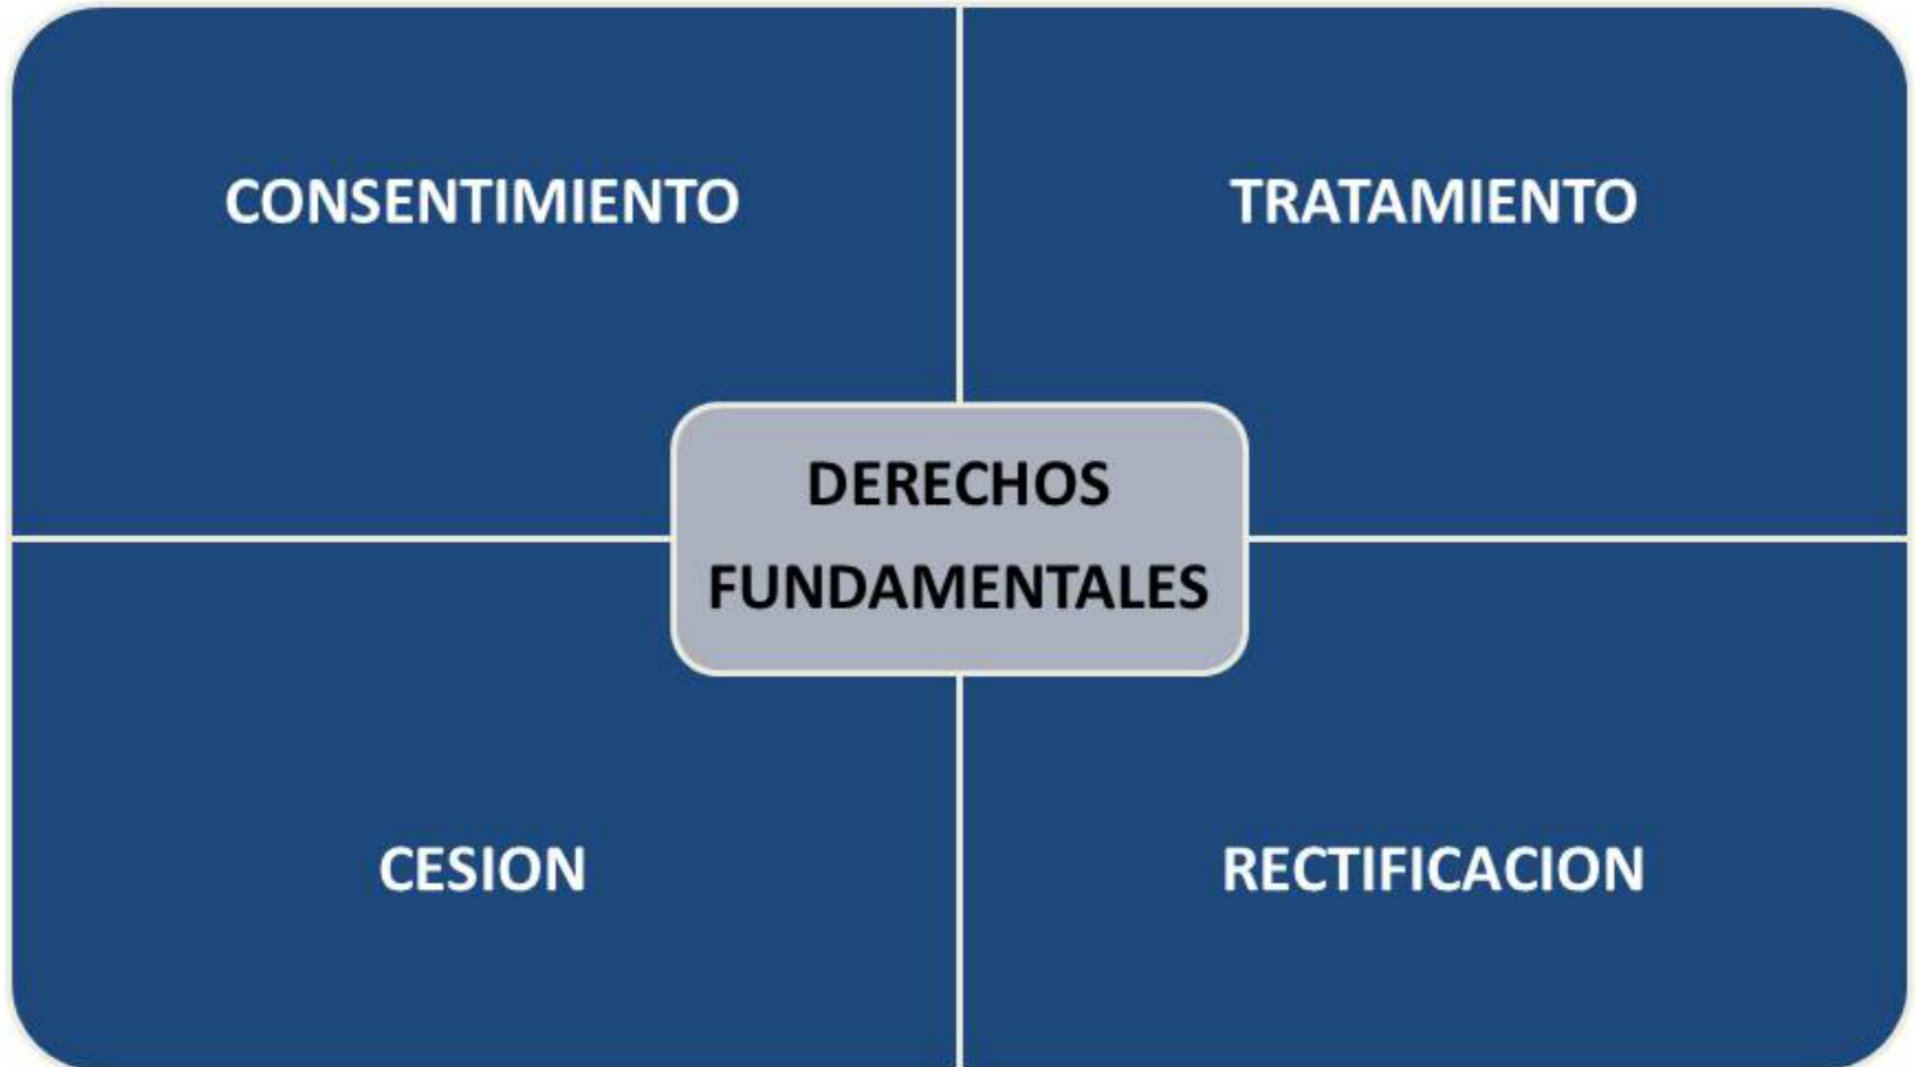 CONSENTIMIENTO
TRATAMIENTO
DERECHOS
FUNDAMENTALES
CESION
RECTIFICACION